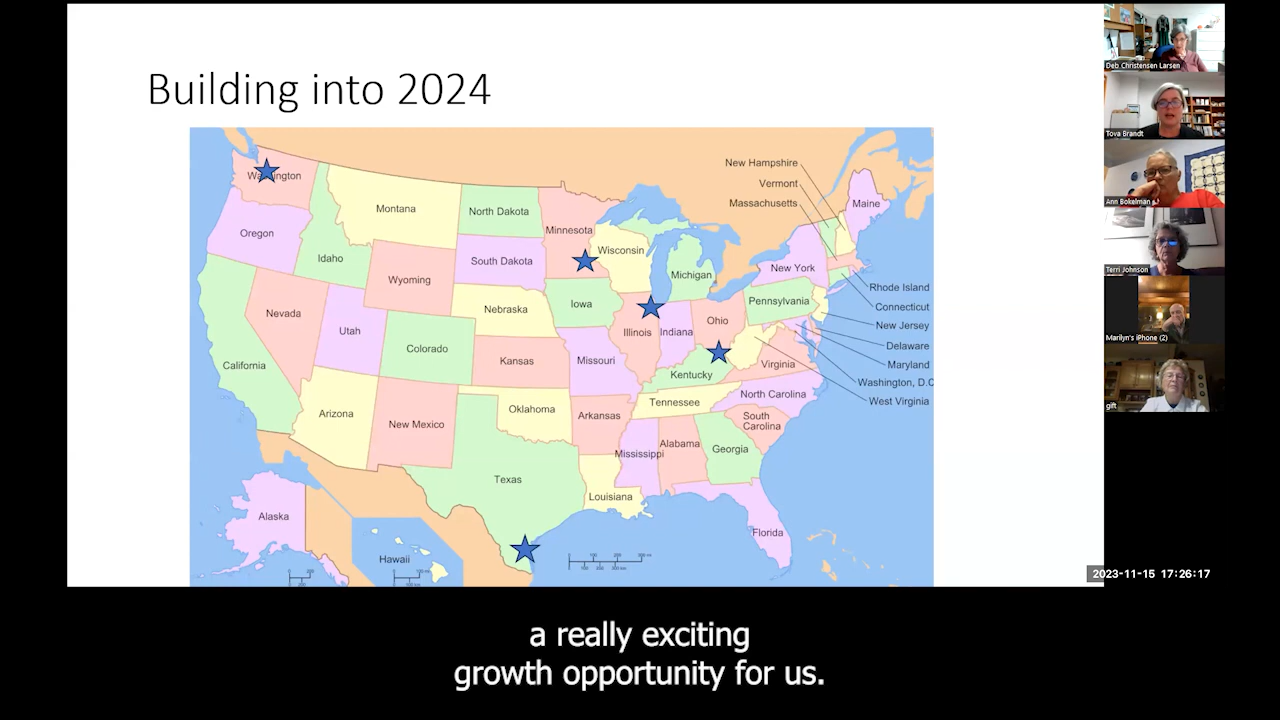 Building into 2024
Washington
Montana
North Dakota
Minnesota
New Hampshire
Vermont
Massachusetts
Maine
Oregon
Idaho
Wyoming
South Dakota
Wisconsin
Michigan
New York
Rhode Island
Connecticut
New Jersey
Delaware
Maryland
Washington, D.C
West Virginia
Nevada
Utah
Colorado
Nebraska
Iowa
Illinois
Indiana
Ohio
Pennsylvania
California
Kansas
Missouri
Kentucky
Virginia
Arizona
New Mexico
Oklahoma
Arkansas
Tennessee
North Carolina
South
Carolina
Texas
Louisiana
Mississippi
Alabama
Georgia
Florida
Alaska
Hawaii
Deb Christensen Larsen
Tova Brandt
Ann Bokelman
Terri Johnson
Marilyn's iPhone (2)
gift
2023-11-15 17:26:17
a really exciting
growth opportunity for us.